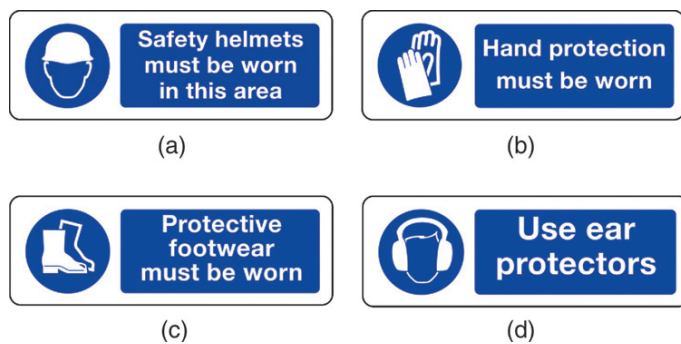 Safety helmets
must be worn
in this area
(a)
Hand protection
must be worn
(b)
Protective
footwear
must be worn
(c)
Use ear
protectors
(d)